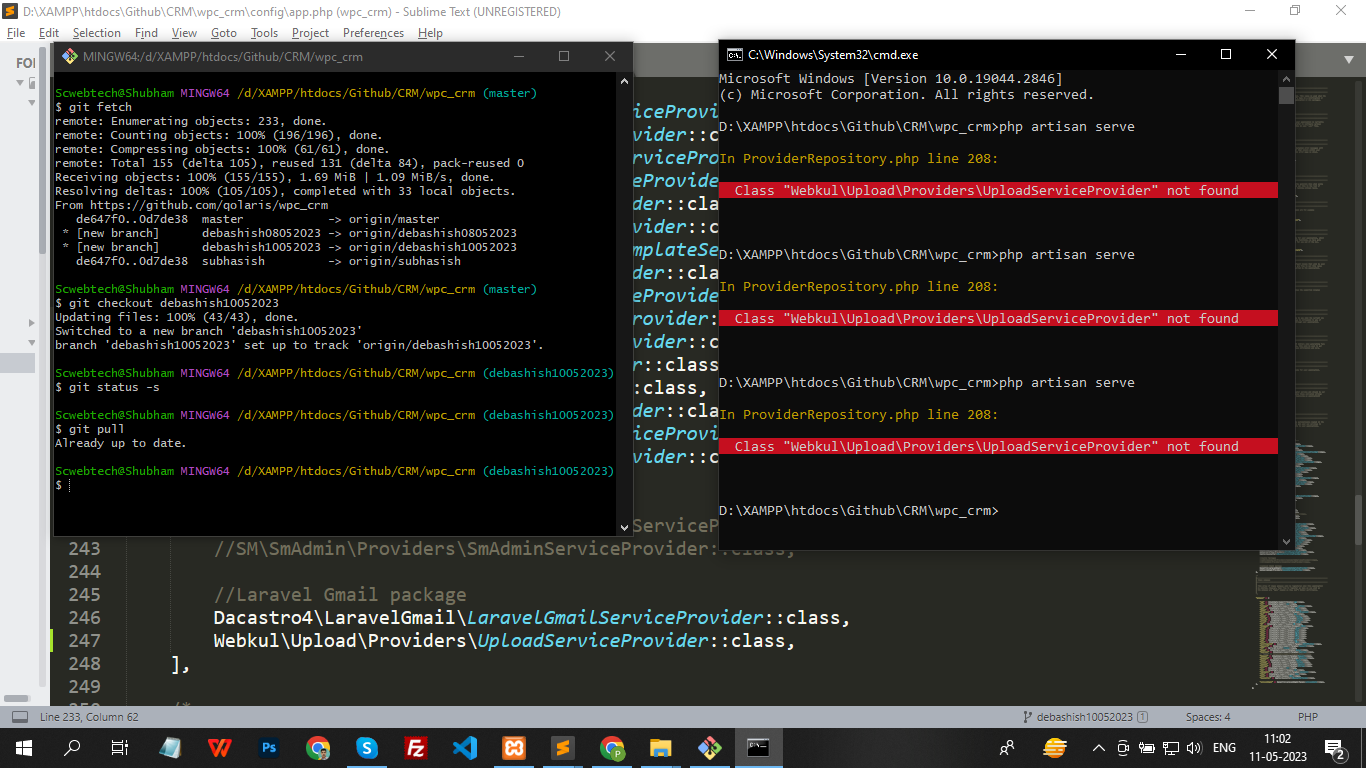 D:\XAMPP\htdocs\Github\CRM\wpc_crm\config\app.php (wpc_crm) - Sublime Text (UNREGISTERED)
File Edit Selection Find View Goto Tools Project Preferences Help
MINGW64:/d/XAMPP/htdocs/Github/CRM/wpc_crm
Scwebtech@Shubham MINGW64 /d/XAMPP/htdocs/Github/CRM/wpc_crm (master)
$ git fetch
remote: Enumerating objects: 233, done.
remote: Counting objects: 100% (196/196), done.
remote: Compressing objects: 100% (61/61), done.
remote: Total 155 (delta 105), reused 131 (delta 84), pack-reused 0
Receiving objects: 100% (155/155), 1.69 MiB | 1.09 MiB/s, done.
Resolving deltas: 100% (105/105), completed with 33 local objects.
From https://github.com/qolaris/wpc_crm
de647f0..0d7de38 master -> origin/master
* [new branch] debashish08052023 -> origin/debashish08052023
* [new branch] debashish10052023 -> origin/debashish10052023
de647f0..0d7de38 subhasish -> origin/subhasish
Scwebtech@Shubham MINGW64 /d/XAMPP/htdocs/Github/CRM/wpc_crm (master)
$ git checkout debashish10052023
Updating files: 100% (43/43), done.
Switched to a new branch 'debashish10052023'
branch 'debashish10052023' set up to track 'origin/debashish10052023'.
Scwebtech@Shubham MINGW64 /d/XAMPP/htdocs/Github/CRM/wpc_crm (debashish10052023)
$ git status -s
Scwebtech@Shubham MINGW64 /d/XAMPP/htdocs/Github/CRM/wpc_crm (debashish10052023)
$ git pull
Already up to date.
Scwebtech@Shubham MINGW64 /d/XAMPP/htdocs/Github/CRM/wpc_crm (debashish10052023)
$
C:\Windows\System32\cmd.exe
Microsoft Windows [Version 10.0.19044.2846]
(c) Microsoft Corporation. All rights reserved.
D:\XAMPP\htdocs\Github\CRM\wpc_crm>php artisan serve
In ProviderRepository.php line 208:
Class "Webkul\Upload\Providers\UploadServiceProvider" not found
D:\XAMPP\htdocs\Github\CRM\wpc_crm>php artisan serve
In ProviderRepository.php line 208:
Class "Webkul\Upload\Providers\UploadServiceProvider" not found
D:\XAMPP\htdocs\Github\CRM\wpc_crm>php artisan serve
In ProviderRepository.php line 208:
Class "Webkul\Upload\Providers\UploadServiceProvider" not found
D:\XAMPP\htdocs\Github\CRM\wpc_crm>
243 //SM\SmAdmin\Providers\SmAdminServiceProvider::class,
244
245 //Laravel Gmail package
246 Dacastro4\LaravelGmail\LaravelGmailServiceProvider::class,
247 Webkul\Upload\Providers\UploadServiceProvider::class,
248 ],
249
Line 233, Column 62
debashish10052023 1
Spaces: 4
PHP
ENG
11:02
11-05-2023
2